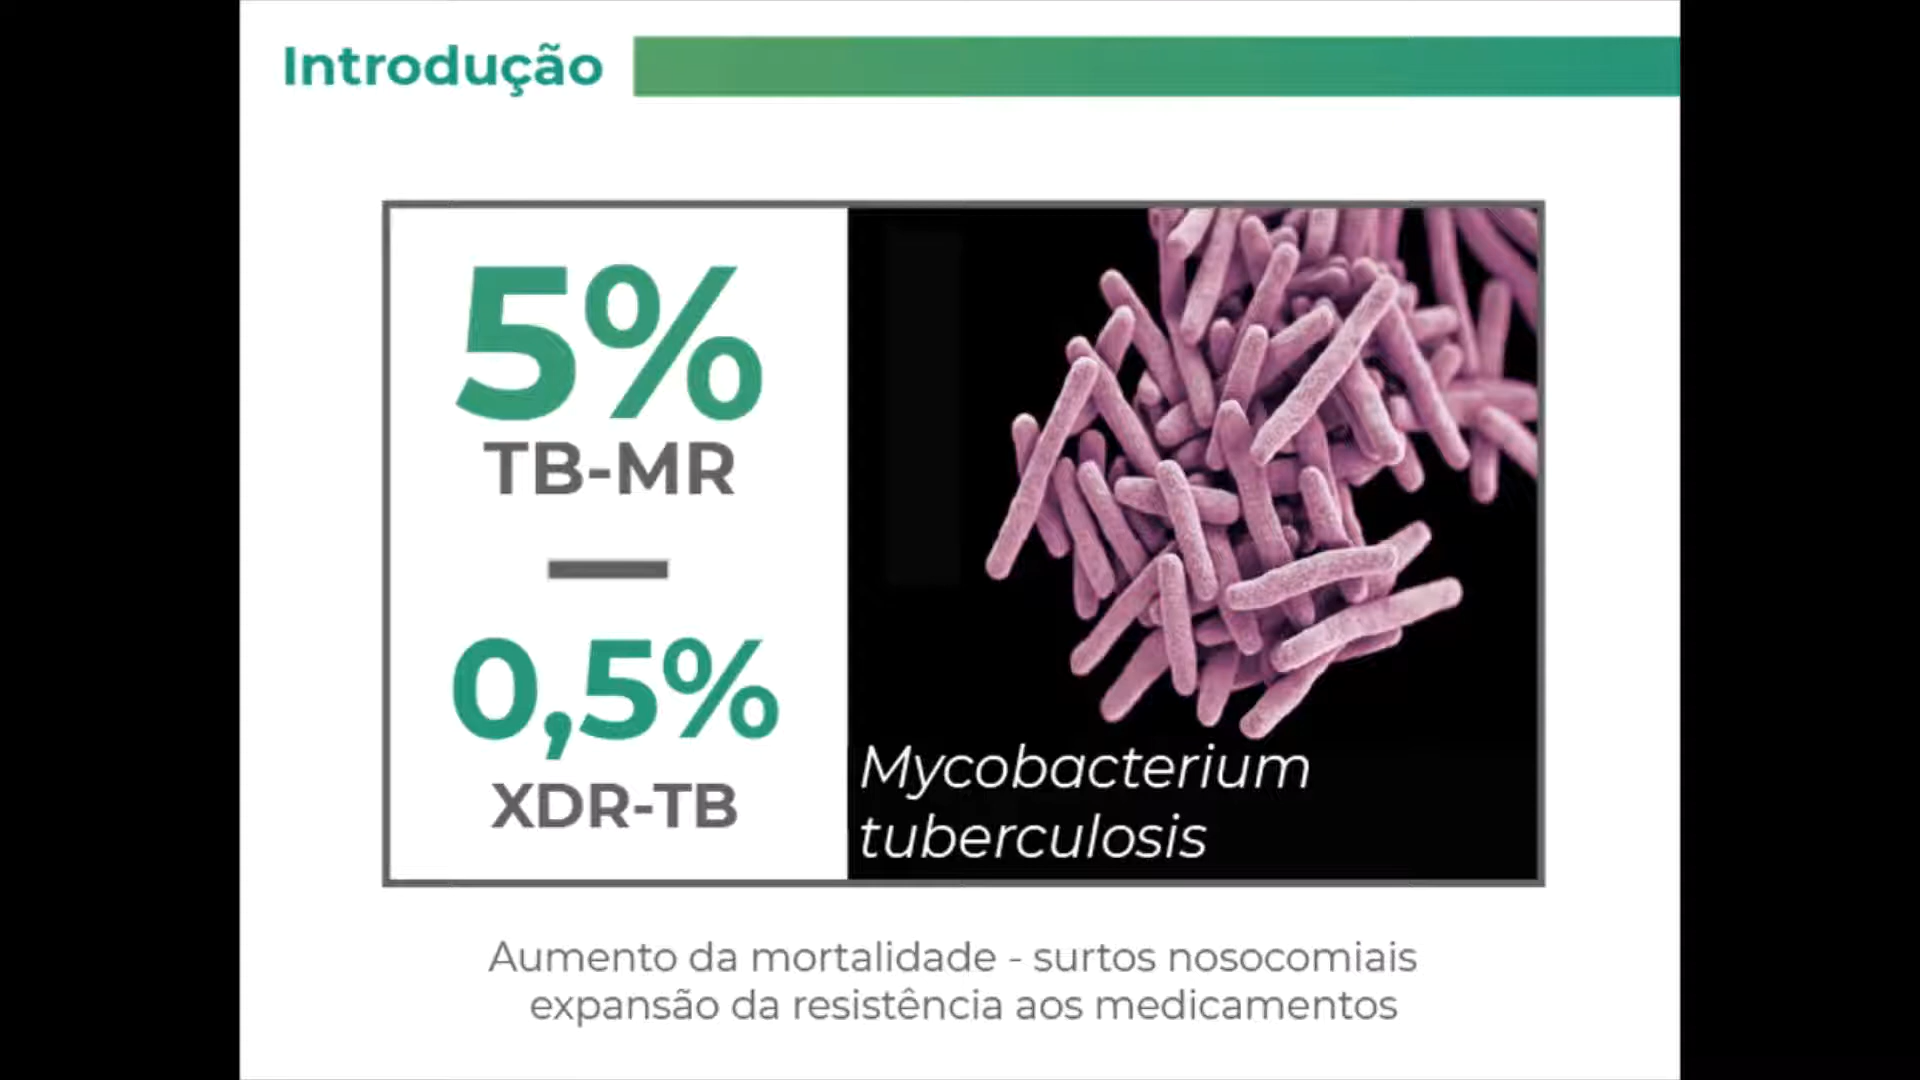 Introdução
5%
TB-MR
0,5%
XDR-TB
Mycobacterium
tuberculosis
Aumento da mortalidade - surtos nosocomiais
expansão da resistência aos medicamentos